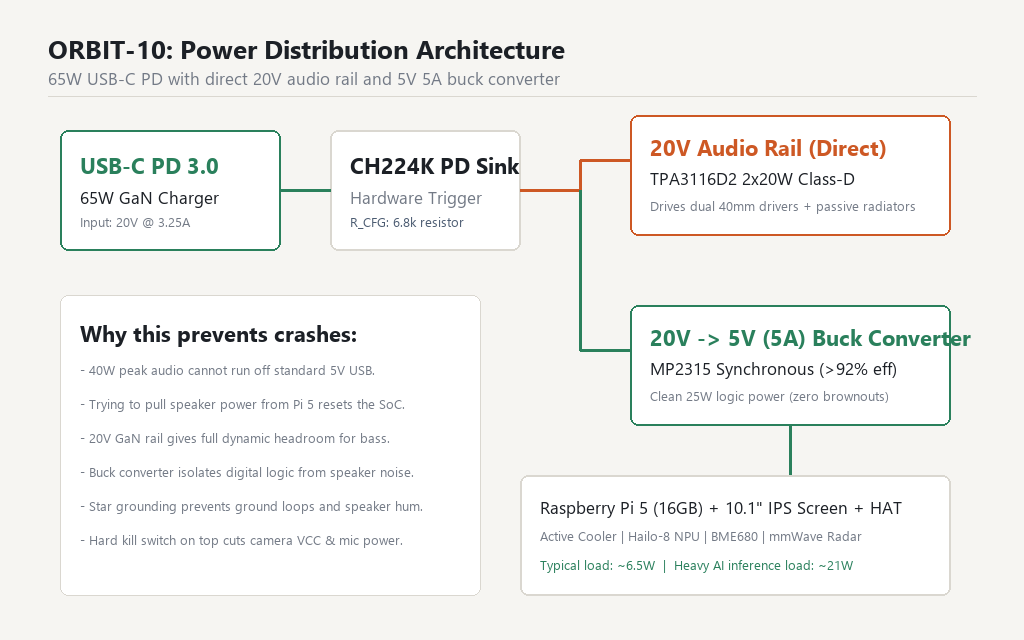 ORBIT-10: Power Distribution Architecture
65W USB-C PD with direct 20V audio rail and 5V 5A buck converter
USB-C PD 3.0
65W GaN Charger
Input: 20V @ 3.25A
CH224K PD Sink
Hardware Trigger
R_CFG: 6.8k resistor
20V Audio Rail (Direct)
TPA3116D2 2x20W Class-D
Drives dual 40mm drivers + passive radiators
20V -> 5V (5A) Buck Converter
MP2315 Synchronous (>92% eff)
Clean 25W logic power (zero brownouts)
Why this prevents crashes:
- 40W peak audio cannot run off standard 5V USB.
- Trying to pull speaker power from Pi 5 resets the SoC.
- 20V GaN rail gives full dynamic headroom for bass.
- Buck converter isolates digital logic from speaker noise.
- Star grounding prevents ground loops and speaker hum.
- Hard kill switch on top cuts camera VCC & mic power.
Raspberry Pi 5 (16GB) + 10.1" IPS Screen + HAT
Active Cooler | Hailo-8 NPU | BME680 | mmWave Radar
Typical load: ~6.5W | Heavy AI inference load: ~21W